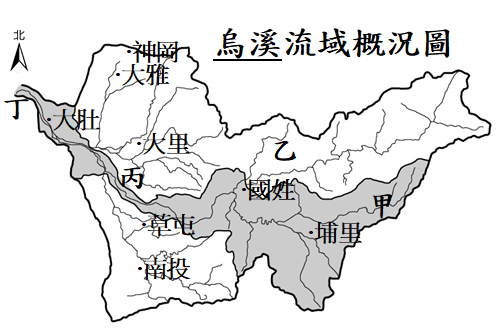 北
烏溪流域概況圖
神岡
大雅
丁
大肚
大里
乙
丙
國姓
甲
草屯
埔里
南投